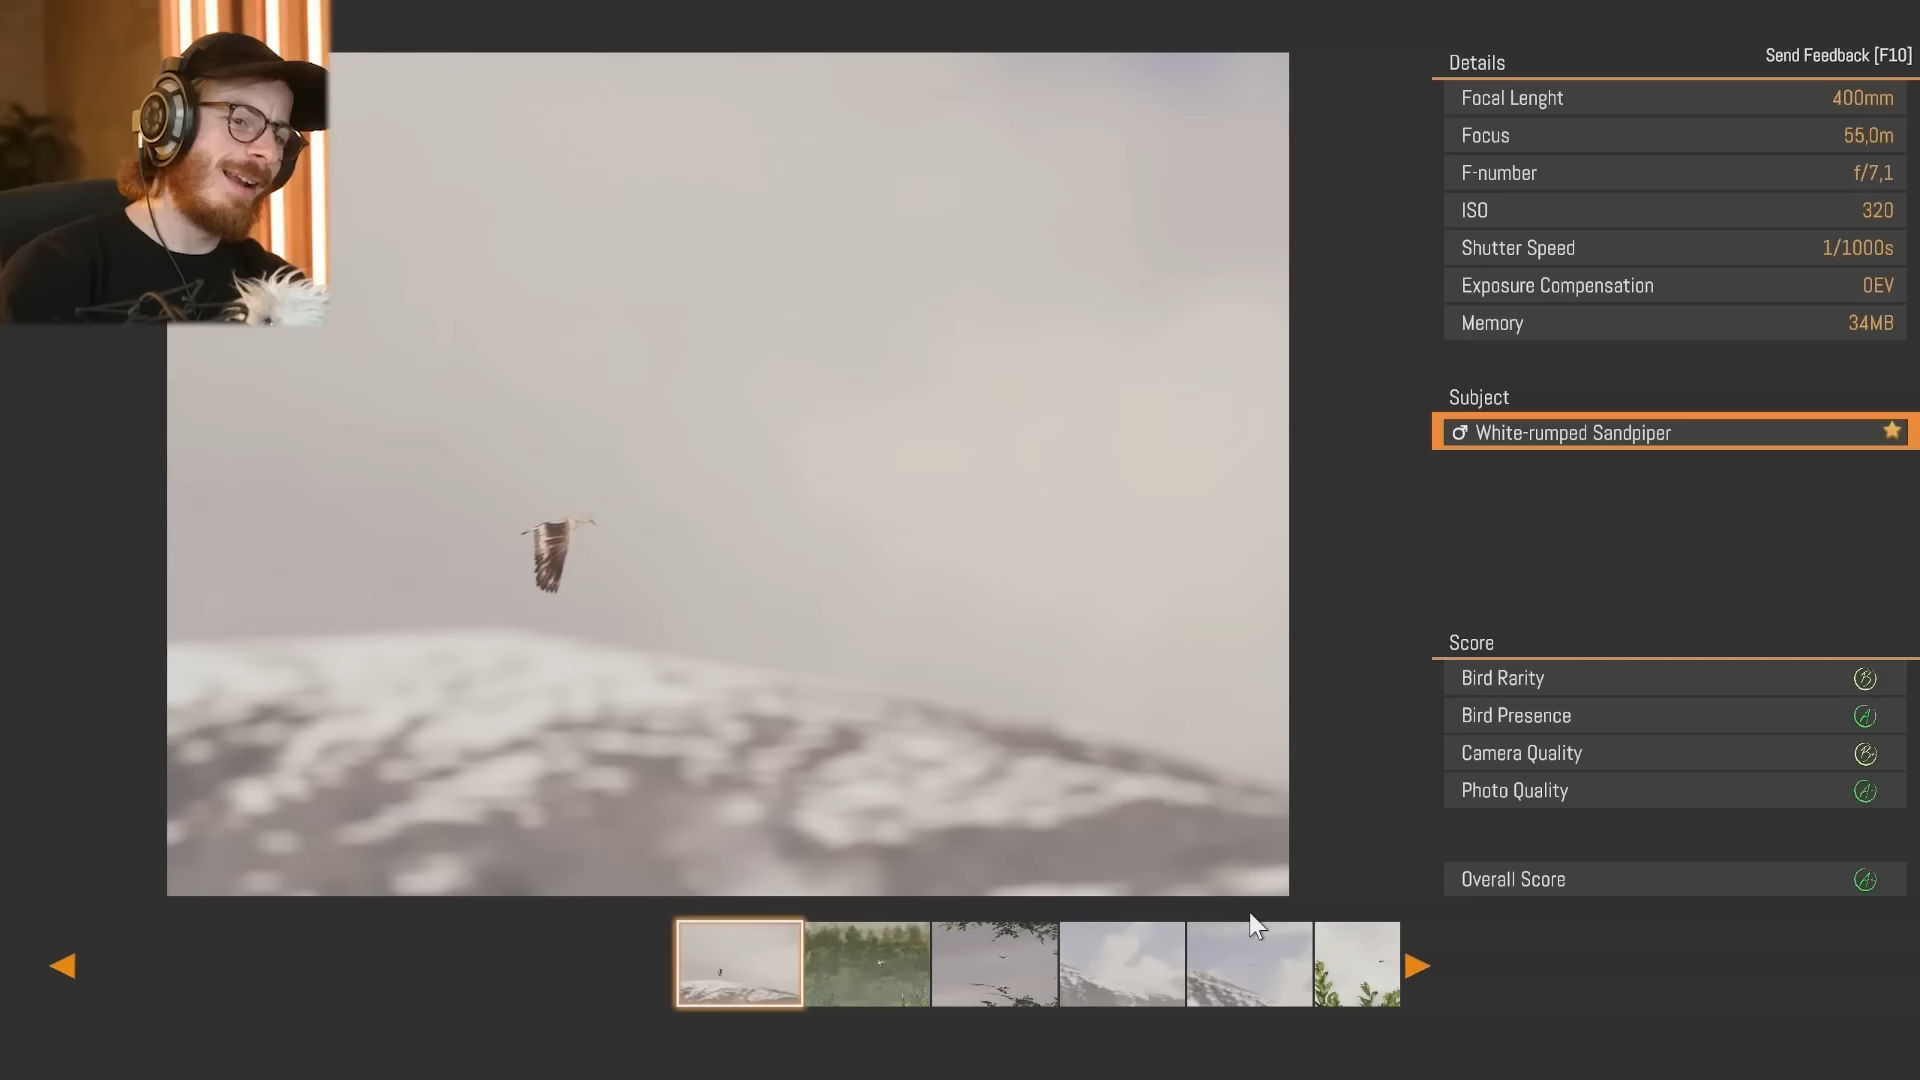 Send Feedback [F10]
Details
Focal Lenght 400mm
Focus 55,0m
F-number f/7,1
ISO 320
Shutter Speed 1/1000s
Exposure Compensation 0EV
Memory 34MB
Subject
♂ White-rumped Sandpiper
Score
Bird Rarity B
Bird Presence A
Camera Quality B
Photo Quality A
Overall Score A